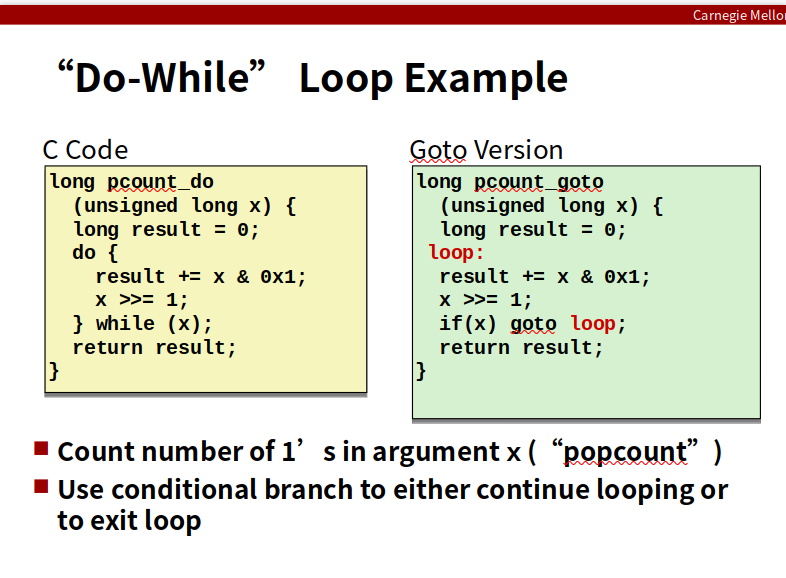 Carnegie Mellon
“Do-While” Loop Example
C Code
long pcount_do
  (unsigned long x) {
  long result = 0;
  do {
    result += x & 0x1;
    x >>= 1;
  } while (x);
  return result;
}
Goto Version
long pcount_goto
  (unsigned long x) {
  long result = 0;
 loop:
  result += x & 0x1;
  x >>= 1;
  if(x) goto loop;
  return result;
}
Count number of 1’s in argument x (“popcount”)
Use conditional branch to either continue looping or
to exit loop